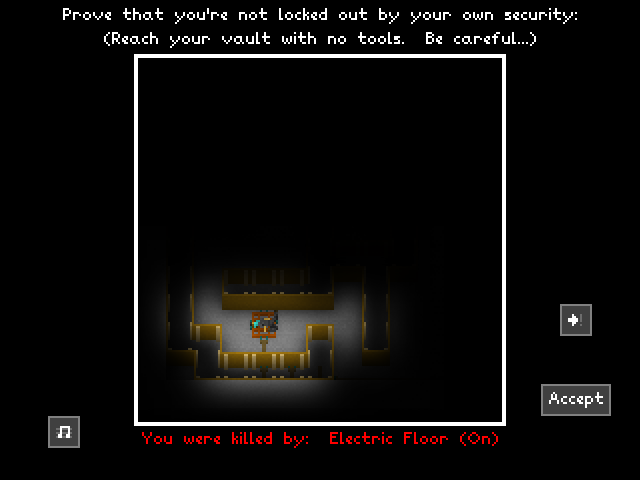 Prove that you're not locked out by your own security:
(Reach your vault with no tools.  Be careful...)
Accept
You were killed by:  Electric Floor (On)